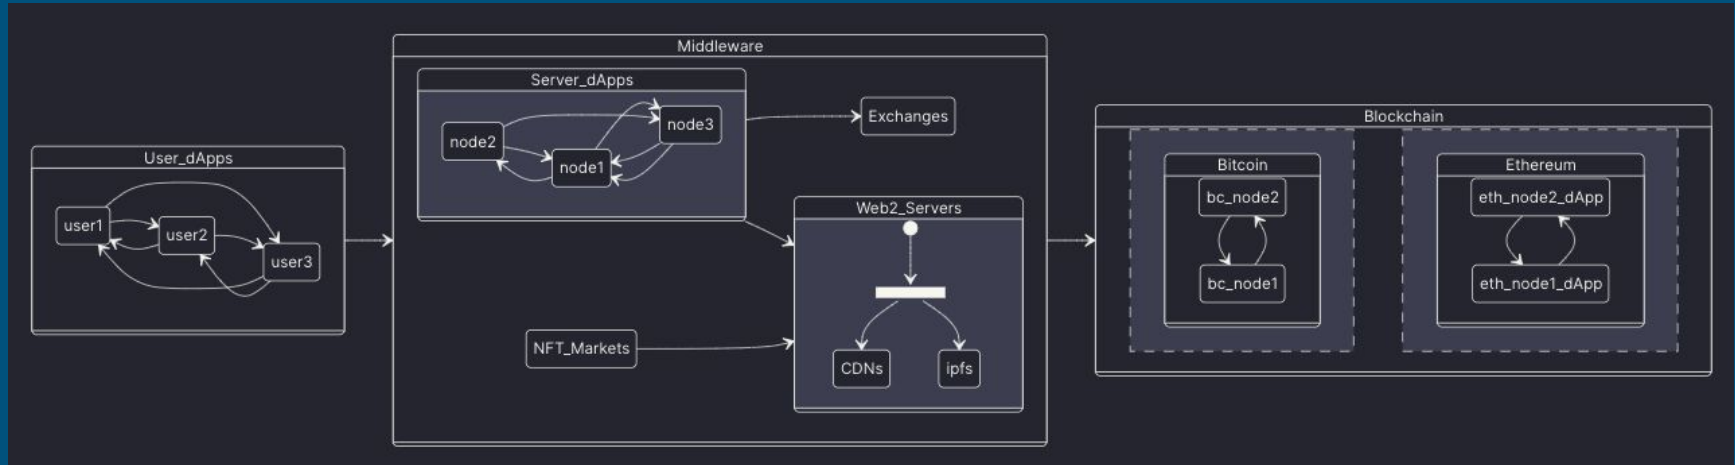 User_dApps
user1
user2
user3
Middleware
Server_dApps
node2
node1
node3
Exchanges
NFT_Markets
Web2_Servers
CDNs
ipfs
Blockchain
Bitcoin
bc_node2
bc_node1
Ethereum
eth_node2_dApp
eth_node1_dApp